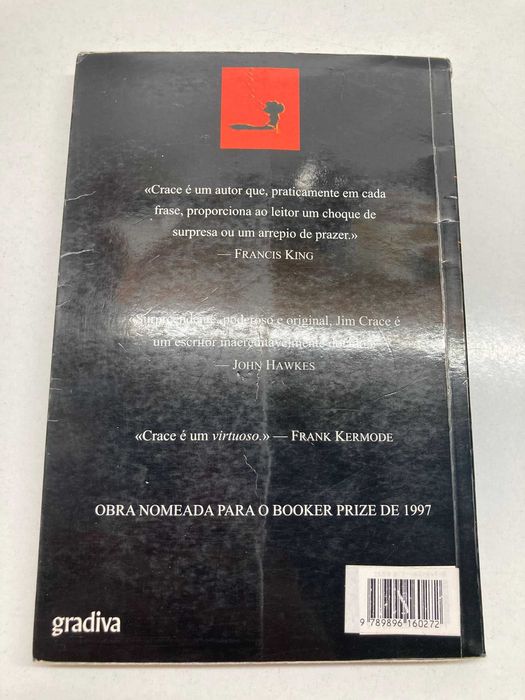 «Crace é um autor que, praticamente em cada
frase, proporciona ao leitor um choque de
surpresa ou um arrepio de prazer.»
— FRANCIS KING
«Surpreendente, poderoso e original, Jim Crace é
um escritor inacreditavelmente
— JOHN HAWKES
«Crace é um virtuoso.» — FRANK KERMODE
OBRA NOMEADA PARA O BOOKER PRIZE DE 1997
gradiva
9 789896 160272